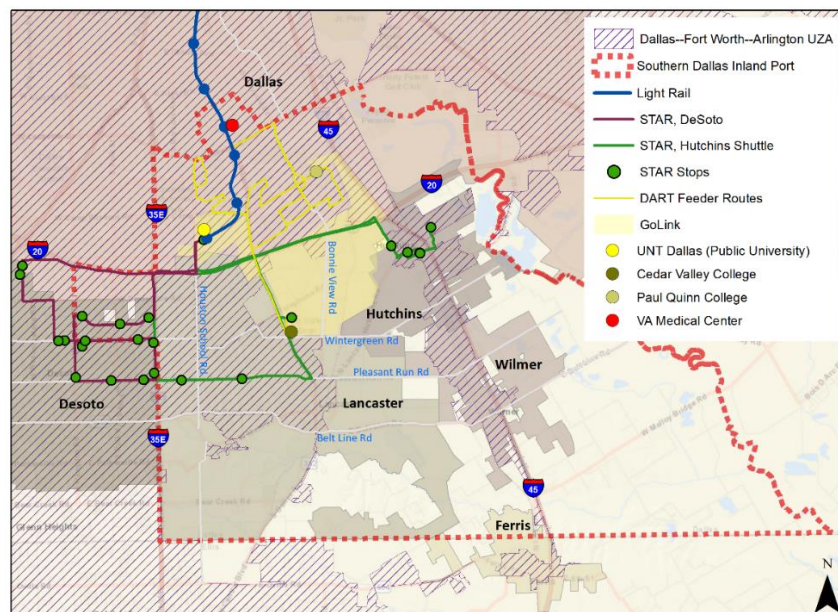 Dallas--Fort Worth--Arlington UZA
Southern Dallas Inland Port
Light Rail
STAR, DeSoto
STAR, Hutchins Shuttle
STAR Stops
DART Feeder Routes
GoLink
UNT Dallas (Public University)
Cedar Valley College
Paul Quinn College
VA Medical Center
Dallas
45
20
35E
20
Bonnie View Rd
Houston School Rd
Hutchins
Wintergreen Rd
Wilmer
Pleasant Run Rd
Desoto
Lancaster
Belt Line Rd
35E
45
Glenn Heights
Ferris
N